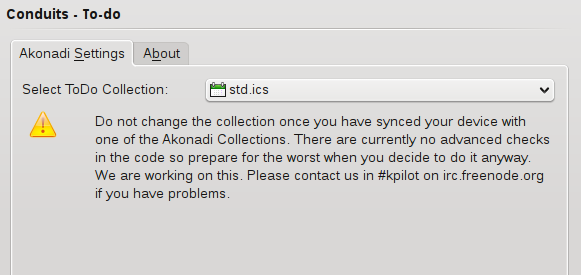 Conduits - To-do
Akonadi Settings
About
Select ToDo Collection:
std.ics
Do not change the collection once you have synced your device with
one of the Akonadi Collections. There are currently no advanced checks
in the code so prepare for the worst when you decide to do it anyway.
We are working on this. Please contact us in #kpilot on irc.freenode.org
if you have problems.